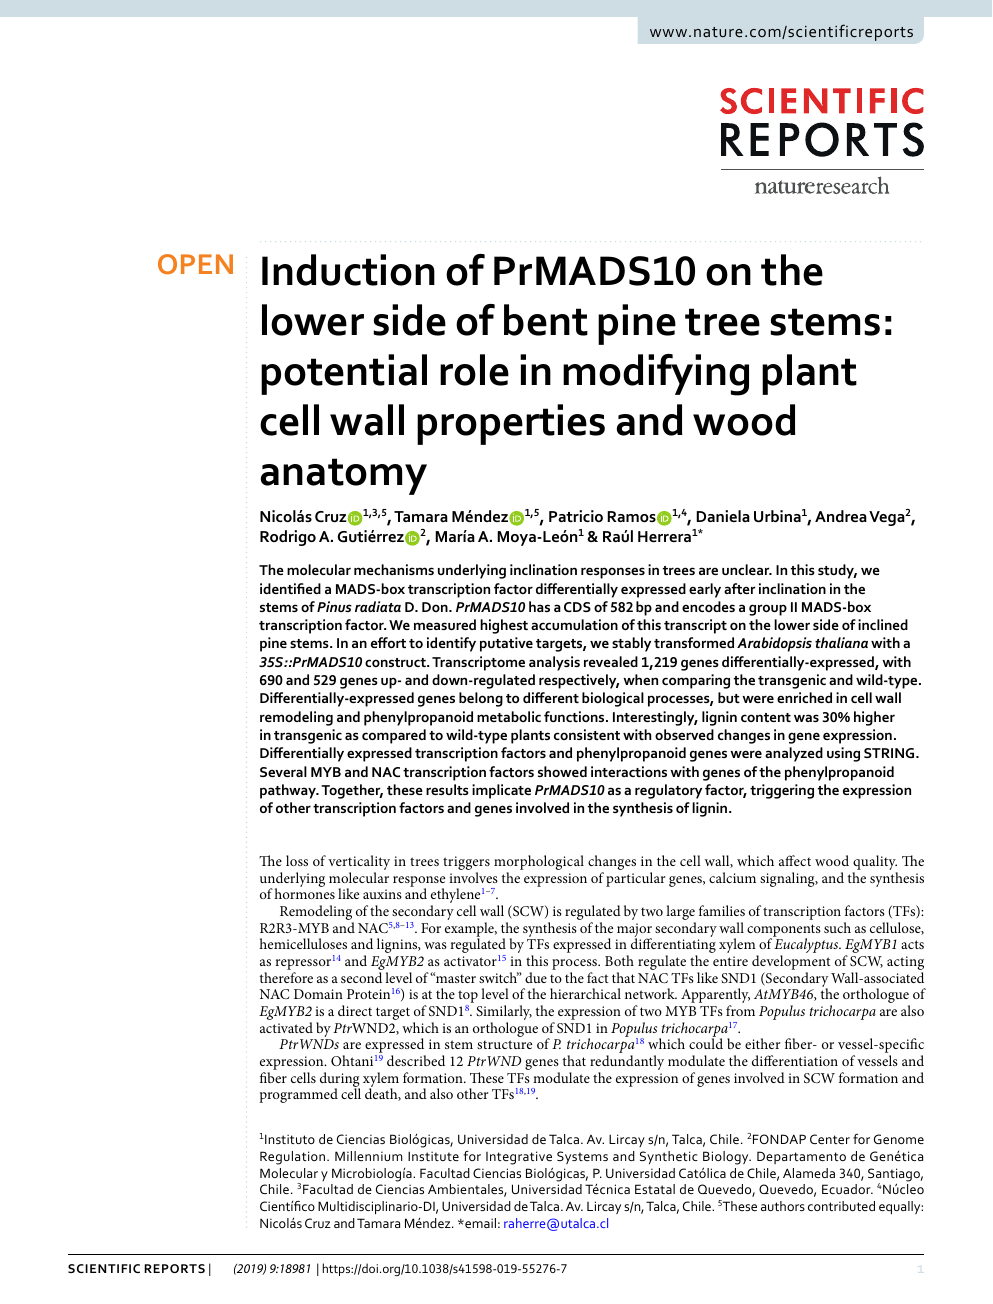 www.nature.com/scientificreports
SCIENTIFIC
REPORTS
natureresearch
OPEN
Induction of PrMADS10 on the
lower side of bent pine tree stems:
potential role in modifying plant
cell wall properties and wood
anatomy
Nicolás Cruz iD 1,3,5, Tamara Méndez iD 1,5, Patricio Ramos iD 1,4, Daniela Urbina1, Andrea Vega2,
Rodrigo A. Gutiérrez iD 2, María A. Moya-León1 & Raúl Herrera1*
The molecular mechanisms underlying inclination responses in trees are unclear. In this study, we
identified a MADS-box transcription factor differentially expressed early after inclination in the
stems of Pinus radiata D. Don. PrMADS10 has a CDS of 582 bp and encodes a group II MADS-box
transcription factor. We measured highest accumulation of this transcript on the lower side of inclined
pine stems. In an effort to identify putative targets, we stably transformed Arabidopsis thaliana with a
35S::PrMADS10 construct. Transcriptome analysis revealed 1,219 genes differentially-expressed, with
690 and 529 genes up- and down-regulated respectively, when comparing the transgenic and wild-type.
Differentially-expressed genes belong to different biological processes, but were enriched in cell wall
remodeling and phenylpropanoid metabolic functions. Interestingly, lignin content was 30% higher
in transgenic as compared to wild-type plants consistent with observed changes in gene expression.
Differentially expressed transcription factors and phenylpropanoid genes were analyzed using STRING.
Several MYB and NAC transcription factors showed interactions with genes of the phenylpropanoid
pathway. Together, these results implicate PrMADS10 as a regulatory factor, triggering the expression
of other transcription factors and genes involved in the synthesis of lignin.
The loss of verticality in trees triggers morphological changes in the cell wall, which affect wood quality. The
underlying molecular response involves the expression of particular genes, calcium signaling, and the synthesis
of hormones like auxins and ethylene1–7.
Remodeling of the secondary cell wall (SCW) is regulated by two large families of transcription factors (TFs):
R2R3-MYB and NAC5,8–13. For example, the synthesis of the major secondary wall components such as cellulose,
hemicelluloses and lignins, was regulated by TFs expressed in differentiating xylem of Eucalyptus. EgMYB1 acts
as repressor14 and EgMYB2 as activator15 in this process. Both regulate the entire development of SCW, acting
therefore as a second level of “master switch” due to the fact that NAC TFs like SND1 (Secondary Wall-associated
NAC Domain Protein16) is at the top level of the hierarchical network. Apparently, AtMYB46, the orthologue of
EgMYB2 is a direct target of SND18. Similarly, the expression of two MYB TFs from Populus trichocarpa are also
activated by PtrWND2, which is an orthologue of SND1 in Populus trichocarpa17.
PtrWNDs are expressed in stem structure of P. trichocarpa18 which could be either fiber- or vessel-specific
expression. Ohtani19 described 12 PtrWND genes that redundantly modulate the differentiation of vessels and
fiber cells during xylem formation. These TFs modulate the expression of genes involved in SCW formation and
programmed cell death, and also other TFs18,19.
1Instituto de Ciencias Biológicas, Universidad de Talca. Av. Lircay s/n, Talca, Chile. 2FONDAP Center for Genome
Regulation. Millennium Institute for Integrative Systems and Synthetic Biology. Departamento de Genética
Molecular y Microbiología. Facultad Ciencias Biológicas, P. Universidad Católica de Chile, Alameda 340, Santiago,
Chile. 3Facultad de Ciencias Ambientales, Universidad Técnica Estatal de Quevedo, Quevedo, Ecuador. 4Núcleo
Científico Multidisciplinario-DI, Universidad de Talca. Av. Lircay s/n, Talca, Chile. 5These authors contributed equally:
Nicolás Cruz and Tamara Méndez. *email: raherre@utalca.cl
SCIENTIFIC REPORTS | (2019) 9:18981 | https://doi.org/10.1038/s41598-019-55276-7 1